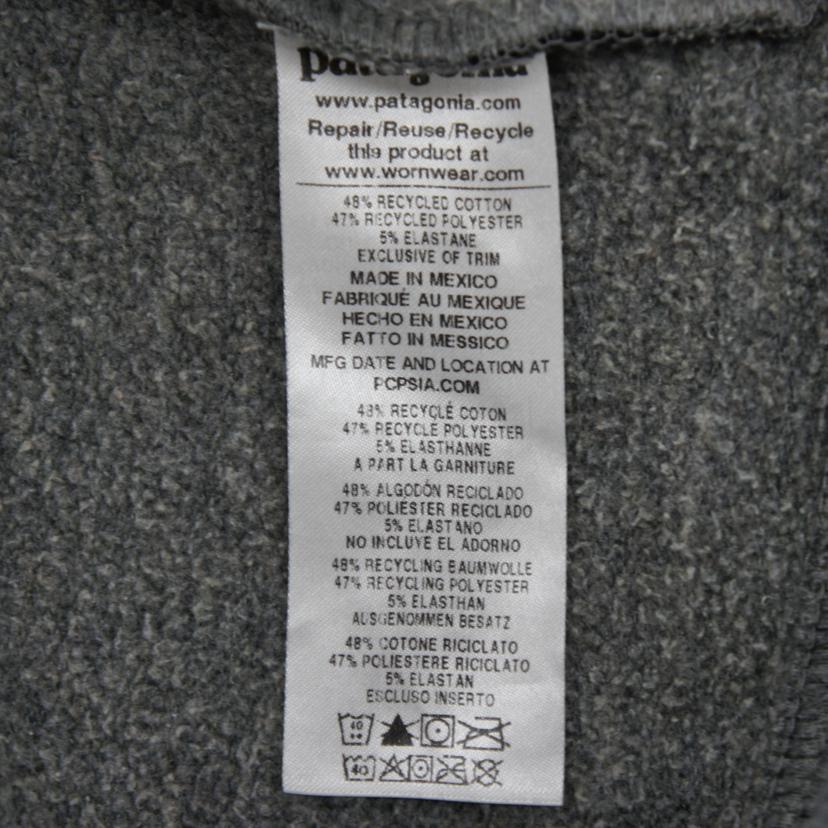 patagonia
www.patagonia.com
Repair/Reuse/Recycle
this product at
www.wornwear.com
48% RECYCLED COTTON
47% RECYCLED POLYESTER
5% ELASTANE
EXCLUSIVE OF TRIM
MADE IN MEXICO
FABRIQUÉ AU MEXIQUE
HECHO EN MEXICO
FATTO IN MESSICO
MFG DATE AND LOCATION AT
PCPSIA.COM
48% RECYCLÉ COTON
47% RECYCLÉ POLYESTER
5% ELASTHANNE
A PART LA GARNITURE
48% ALGODÓN RECICLADO
47% POLIÉSTER RECICLADO
5% ELASTANO
NO INCLUYE EL ADORNO
48% RECYCLING BAUMWOLLE
47% RECYCLING POLYESTER
5% ELASTHAN
AUSGENOMMEN BESATZ
48% COTONE RICICLATO
47% POLIESTERE RICICLATO
5% ELASTAN
ESCLUSO INSERTO
40
40